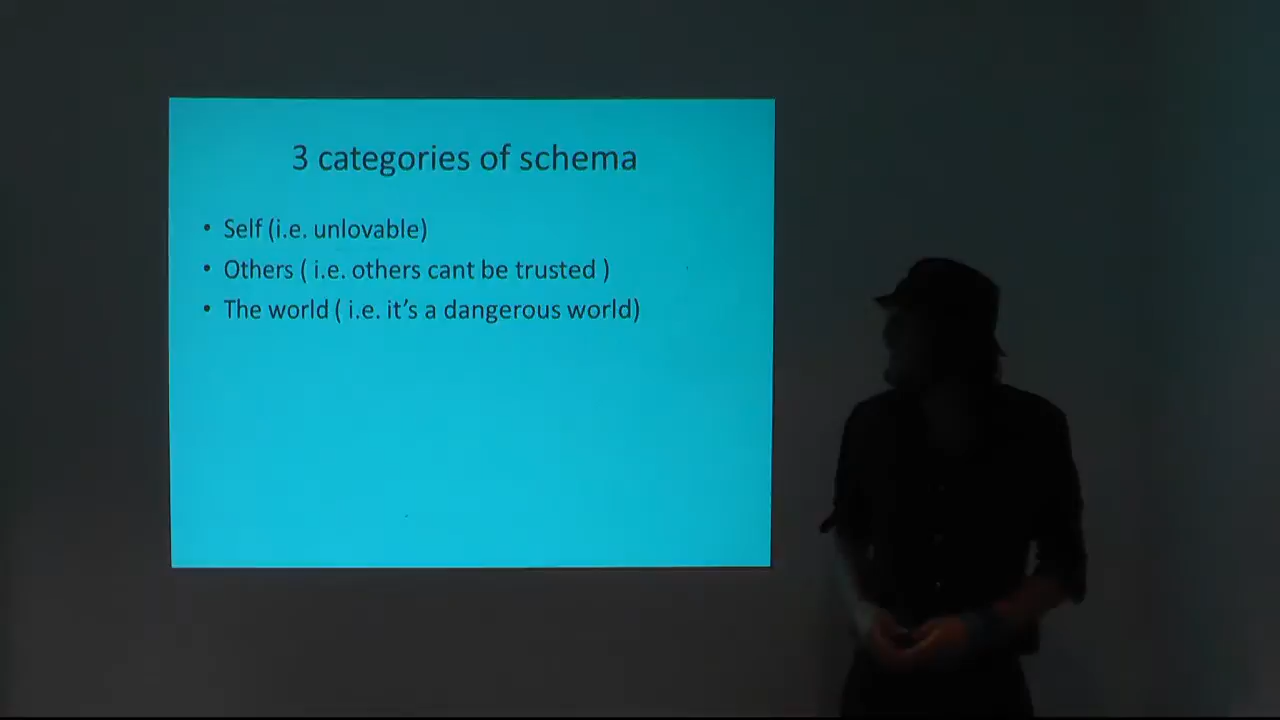 3 categories of schema
• Self (i.e. unlovable)
• Others ( i.e. others cant be trusted )
• The world ( i.e. it’s a dangerous world)